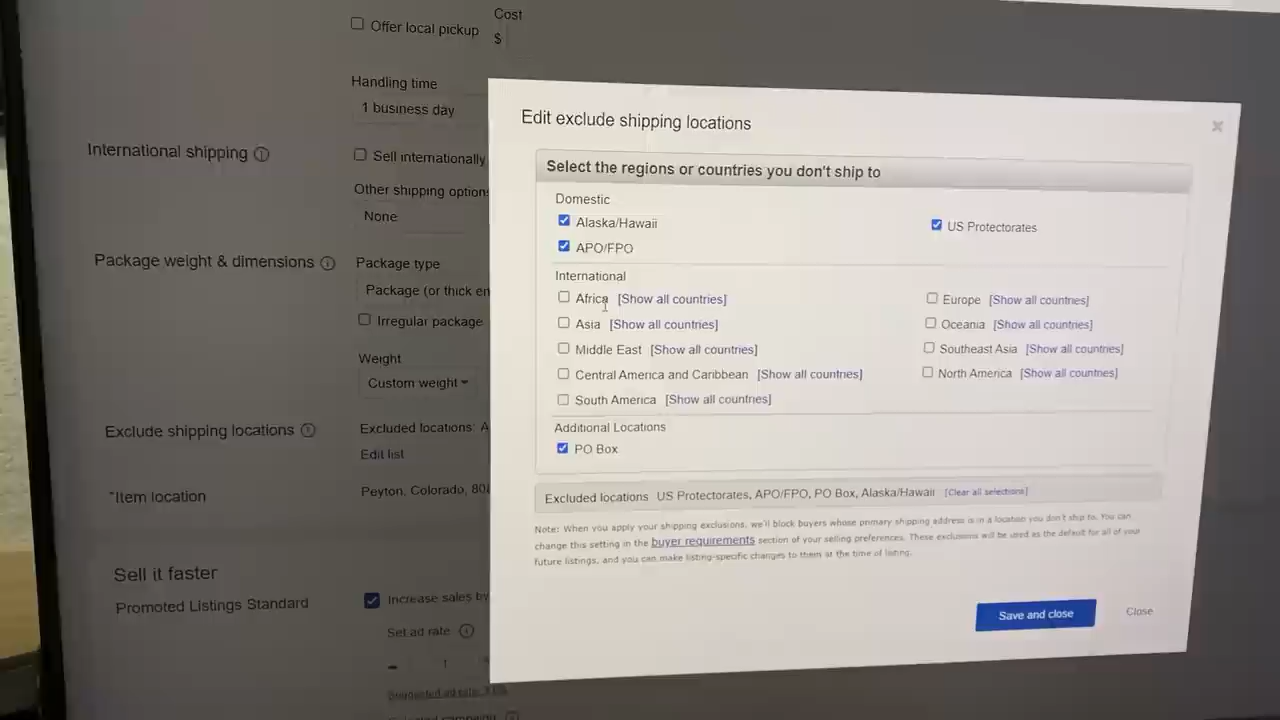 Offer local pickup
Cost
$
Handling time
1 business day
International shipping
Sell internationally
Other shipping option
None
Package weight & dimensions
Package type
Package (or thick en
Irregular package
Weight
Custom weight
Exclude shipping locations
Excluded locations: A
Edit list
*Item location
Peyton, Colorado, 80
Sell it faster
Promoted Listings Standard
Increase sales by
Set ad rate
1
Edit exclude shipping locations
Select the regions or countries you don't ship to
Domestic
Alaska/Hawaii
US Protectorates
APO/FPO
International
Africa [Show all countries]
Europe [Show all countries]
Asia [Show all countries]
Oceania [Show all countries]
Middle East [Show all countries]
Southeast Asia [Show all countries]
Central America and Caribbean [Show all countries]
North America [Show all countries]
South America [Show all countries]
Additional Locations
PO Box
Excluded locations US Protectorates, APO/FPO, PO Box, Alaska/Hawaii [Clear all selections]
Note: When you apply your shipping exclusions, we'll block buyers whose primary shipping address is in a location you don't ship to. You can
change this setting in the buyer requirements section of your selling preferences. These exclusions will be used as the default for all of your
future listings, and you can make listing-specific changes to them at the time of listing.
Save and close
Close